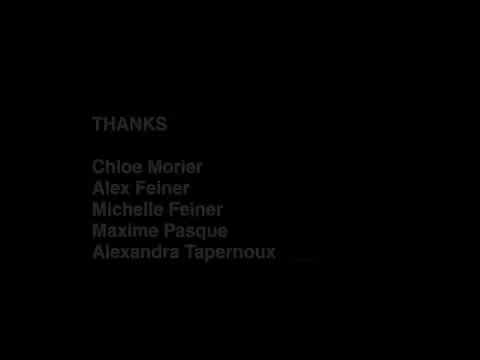 THANKS
Chloe Morier
Alex Feiner
Michelle Feiner
Maxime Pasque
Alexandra Tapernoux